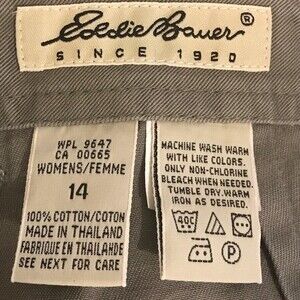 Eddie Bauer ®
SINCE 1920
WPL 9647
CA 00665
WOMENS/FEMME
14
100% COTTON/COTON
MADE IN THAILAND
FABRIQUE EN THAILANDE
SEE NEXT FOR CARE
MACHINE WASH WARM
WITH LIKE COLORS.
ONLY NON-CHLORINE
BLEACH WHEN NEEDED.
TUMBLE DRY. WARM
IRON AS DESIRED.
40C
P